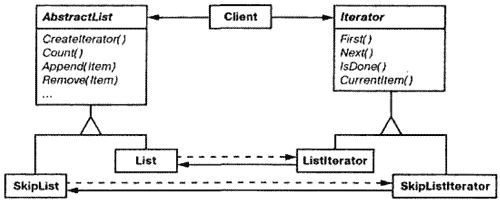 AbstractList
Client
Iterator
CreateIterator()
Count()
Append(Item)
Remove(Item)
...
First()
Next()
IsDone()
CurrentItem()
List
ListIterator
SkipList
SkipListIterator